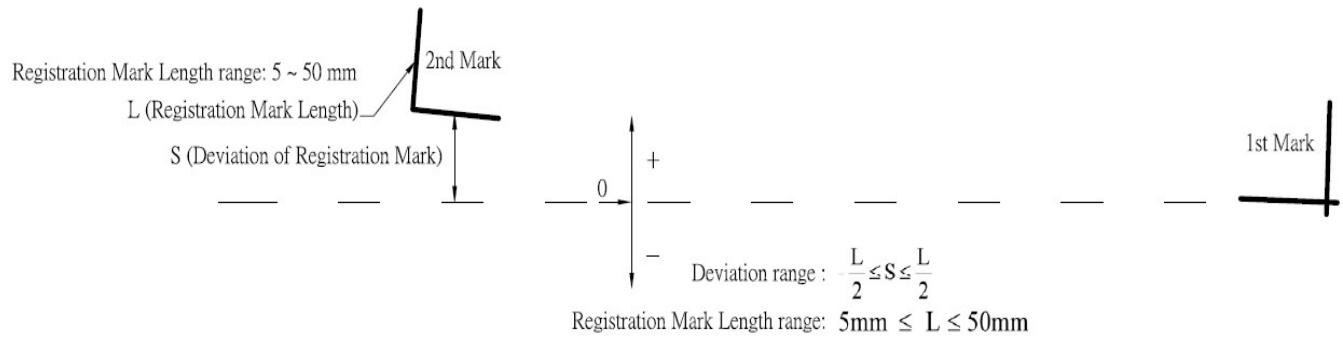 2nd Mark
Registration Mark Length range: 5 ~ 50 mm
L (Registration Mark Length)
1st Mark
S (Deviation of Registration Mark)
+
0
−
Deviation range : -L/2 ≤ S ≤ L/2
Registration Mark Length range: 5mm ≤ L ≤ 50mm